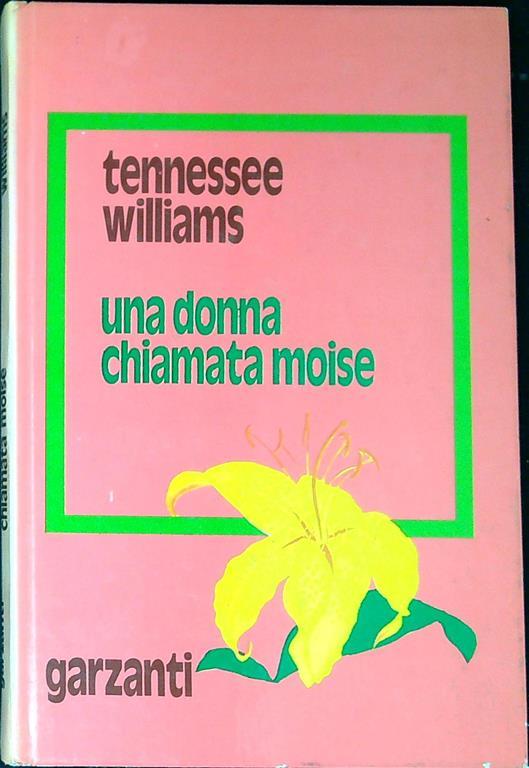 tennessee
williams
una donna
chiamata moise
garzanti
chiamata moise
Williams